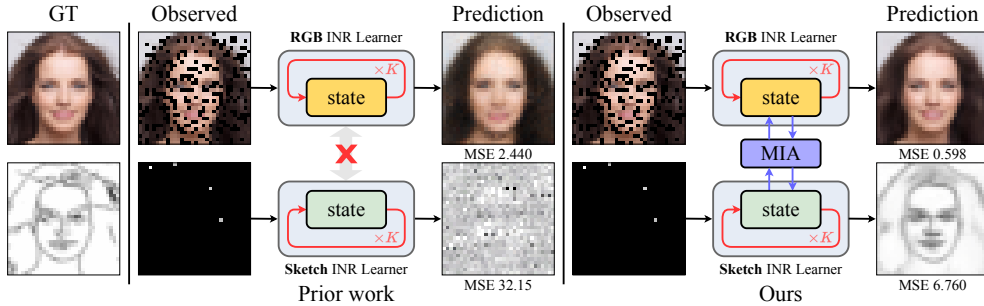 GT
Observed
Prediction
Observed
Prediction
RGB INR Learner
RGB INR Learner
×K
×K
state
state
MSE 2.440
MSE 0.598
MIA
state
state
×K
×K
Sketch INR Learner
Sketch INR Learner
MSE 32.15
MSE 6.760
Prior work
Ours